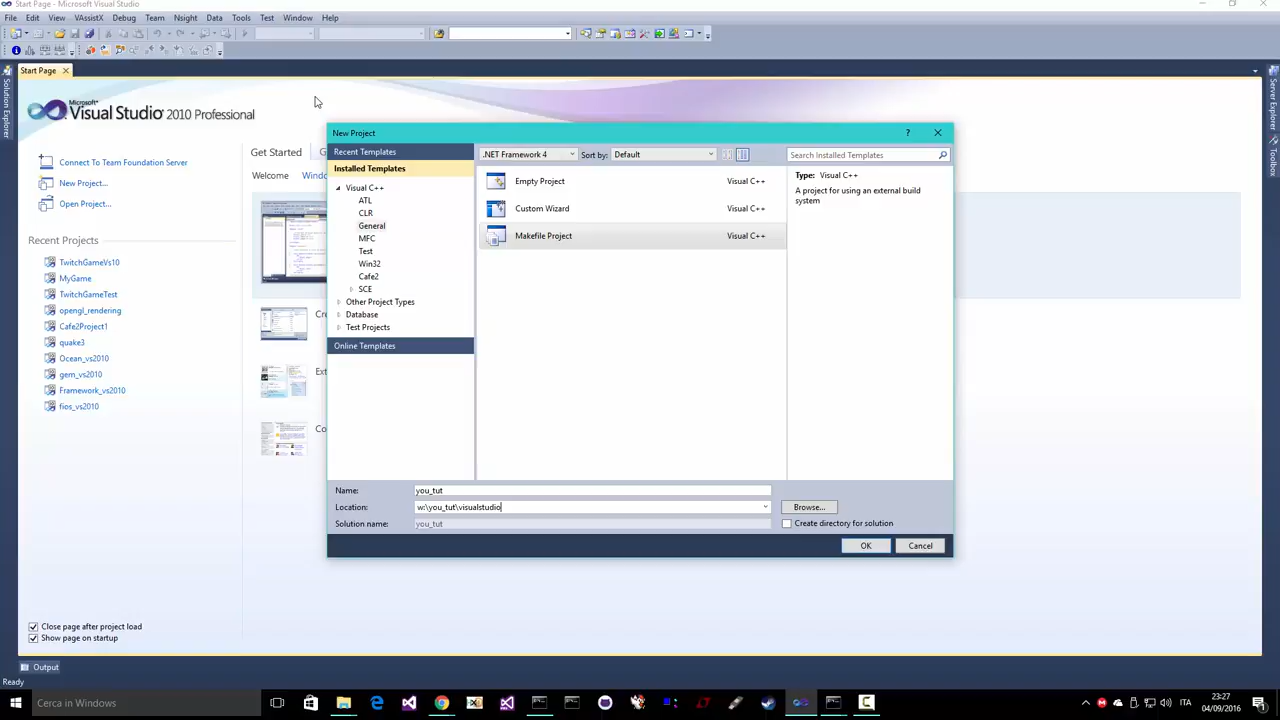 Start Page - Microsoft Visual Studio
File Edit View VAssistX Debug Team Nsight Data Tools Test Window Help
Start Page
Solution Explorer
Server Explorer
Toolbox
Microsoft
Visual Studio 2010 Professional
Connect To Team Foundation Server
New Project...
Open Project...
Recent Projects
TwitchGameVs10
MyGame
TwitchGameTest
opengl_rendering
Cafe2Project1
quake3
Ocean_vs2010
gem_vs2010
Framework_vs2010
fios_vs2010
Get Started
Welcome
New Project
Recent Templates
Installed Templates
Visual C++
ATL
CLR
General
MFC
Test
Win32
Cafe2
SCE
Other Project Types
Database
Test Projects
Online Templates
.NET Framework 4
Sort by: Default
Empty Project Visual C++
Custom Wizard Visual C++
Makefile Project Visual C++
Search Installed Templates
Type: Visual C++
A project for using an external build
system
Name: you_tut
Location: w:\you_tut\visualstudio
Browse...
Solution name: you_tut
Create directory for solution
OK Cancel
Close page after project load
Show page on startup
Output
Ready
Cerca in Windows
ITA
23:27
04/09/2016